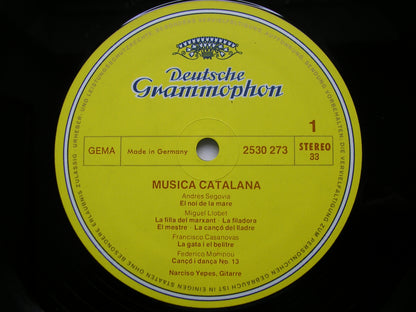 Deutsche
Grammophon
GEMA Made in Germany 2530 273 1 STEREO 33
MUSICA CATALANA
Andrés Segovia
El noi de la mare
Miguel Llobet
La filla del marxant · La filadora
El mestre · La cançó del lladre
Francisco Casanovas
La gata i el belitre
Federico Mompou
Cançó i dança No. 13
Narciso Yepes, Gitarre